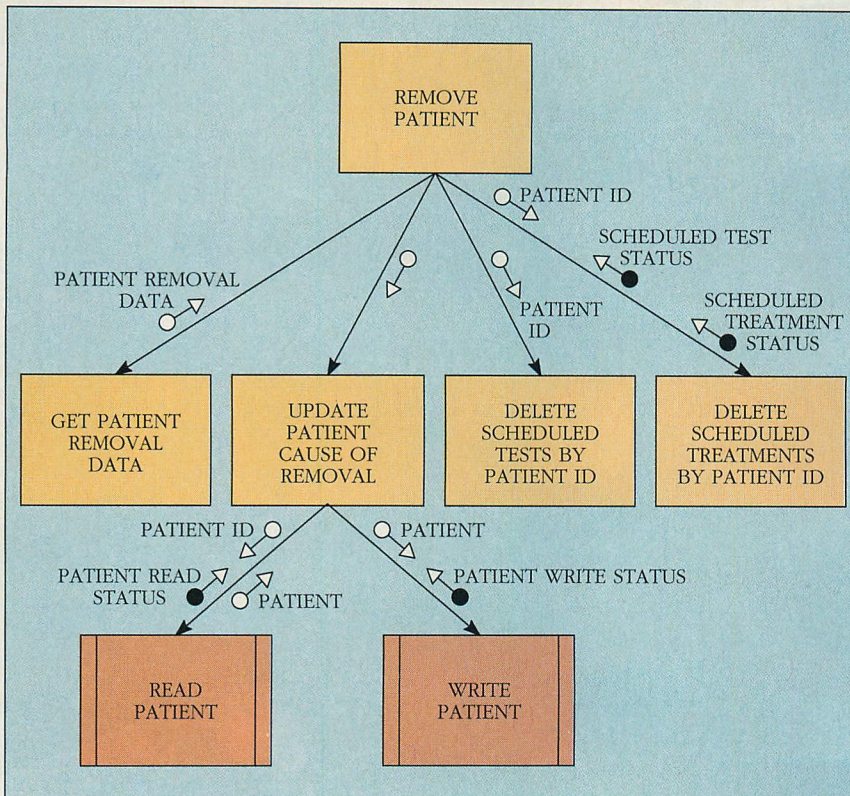 REMOVE
PATIENT
PATIENT ID
SCHEDULED TEST
STATUS
PATIENT REMOVAL
DATA
PATIENT
ID
SCHEDULED
TREATMENT
STATUS
GET PATIENT
REMOVAL
DATA
UPDATE
PATIENT
CAUSE OF
REMOVAL
DELETE
SCHEDULED
TESTS BY
PATIENT ID
DELETE
SCHEDULED
TREATMENTS
BY PATIENT ID
PATIENT ID
PATIENT
PATIENT READ
STATUS
PATIENT
PATIENT WRITE STATUS
READ
PATIENT
WRITE
PATIENT